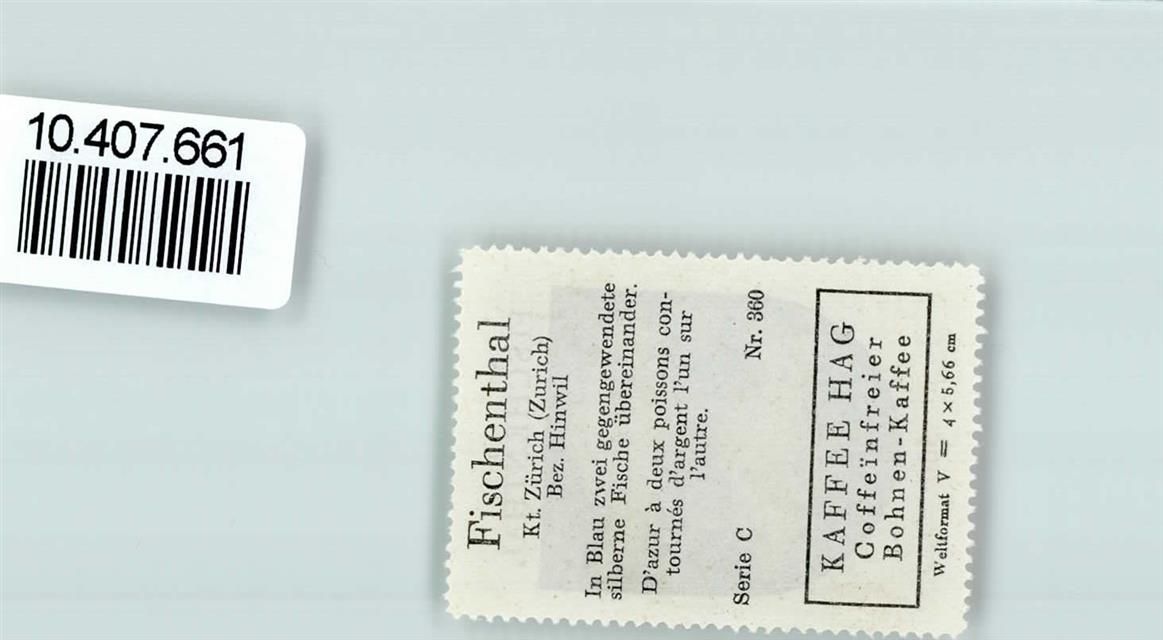 10.407.661
Fischenthal
Kt. Zürich (Zurich)
Bez. Hinwil
In Blau zwei gegengewendete
silberne Fische übereinander.
D'azur à deux poissons con-
tournés d'argent l'un sur
l'autre.
Serie C Nr. 360
KAFFEE HAG
Coffeïnfreier
Bohnen-Kaffee
Weltformat V = 4 × 5,66 cm